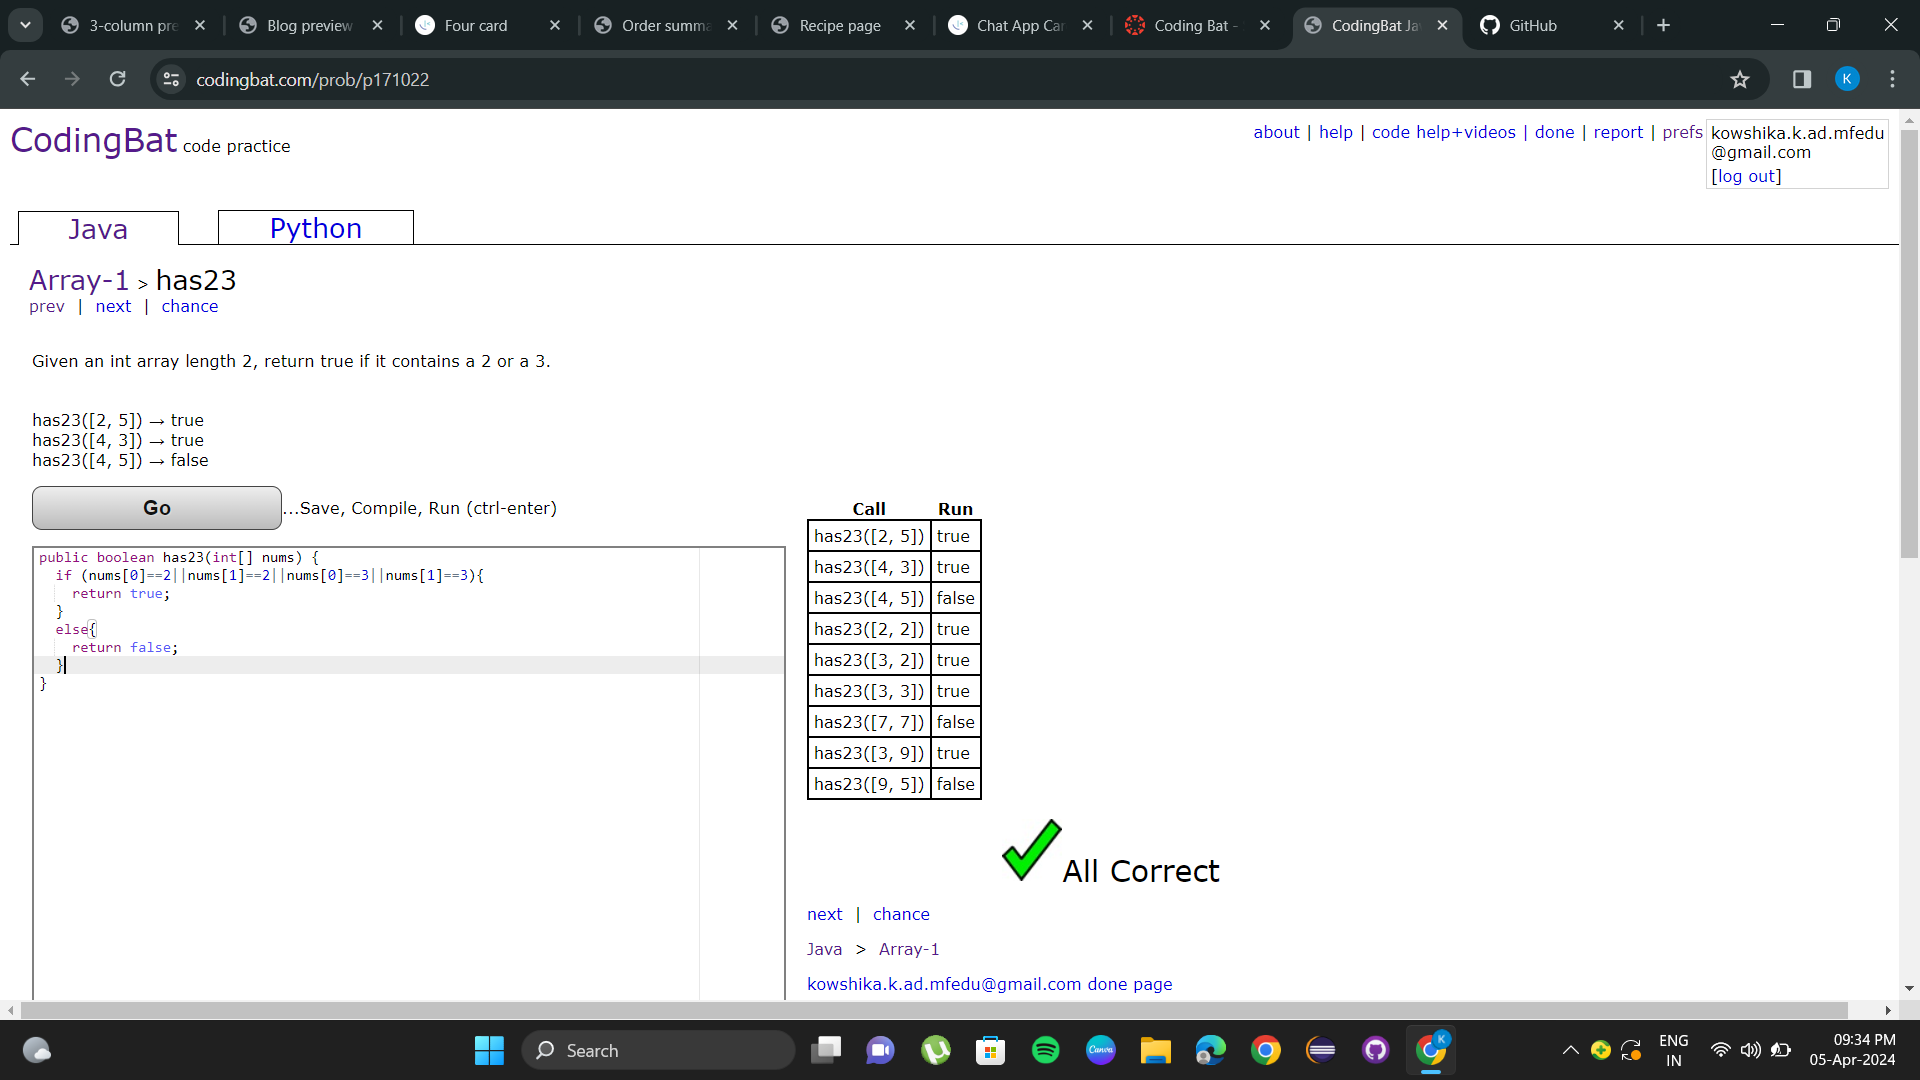 3-column pre
Blog preview
Four card
Order summa
Recipe page
Chat App Car
Coding Bat -
CodingBat Ja
GitHub
codingbat.com/prob/p171022
K
CodingBat code practice
about | help | code help+videos | done | report | prefs
kowshika.k.ad.mfedu
@gmail.com
[log out]
Java
Python
Array-1 > has23
prev | next | chance
Given an int array length 2, return true if it contains a 2 or a 3.
has23([2, 5]) → true
has23([4, 3]) → true
has23([4, 5]) → false
Go ...Save, Compile, Run (ctrl-enter)
public boolean has23(int[] nums) {
if (nums[0]==2||nums[1]==2||nums[0]==3||nums[1]==3){
return true;
}
else{
return false;
}
}
Call Run
has23([2, 5]) true
has23([4, 3]) true
has23([4, 5]) false
has23([2, 2]) true
has23([3, 2]) true
has23([3, 3]) true
has23([7, 7]) false
has23([3, 9]) true
has23([9, 5]) false
All Correct
next | chance
Java > Array-1
kowshika.k.ad.mfedu@gmail.com done page
Search
Canva
K
ENG
IN
09:34 PM
05-Apr-2024